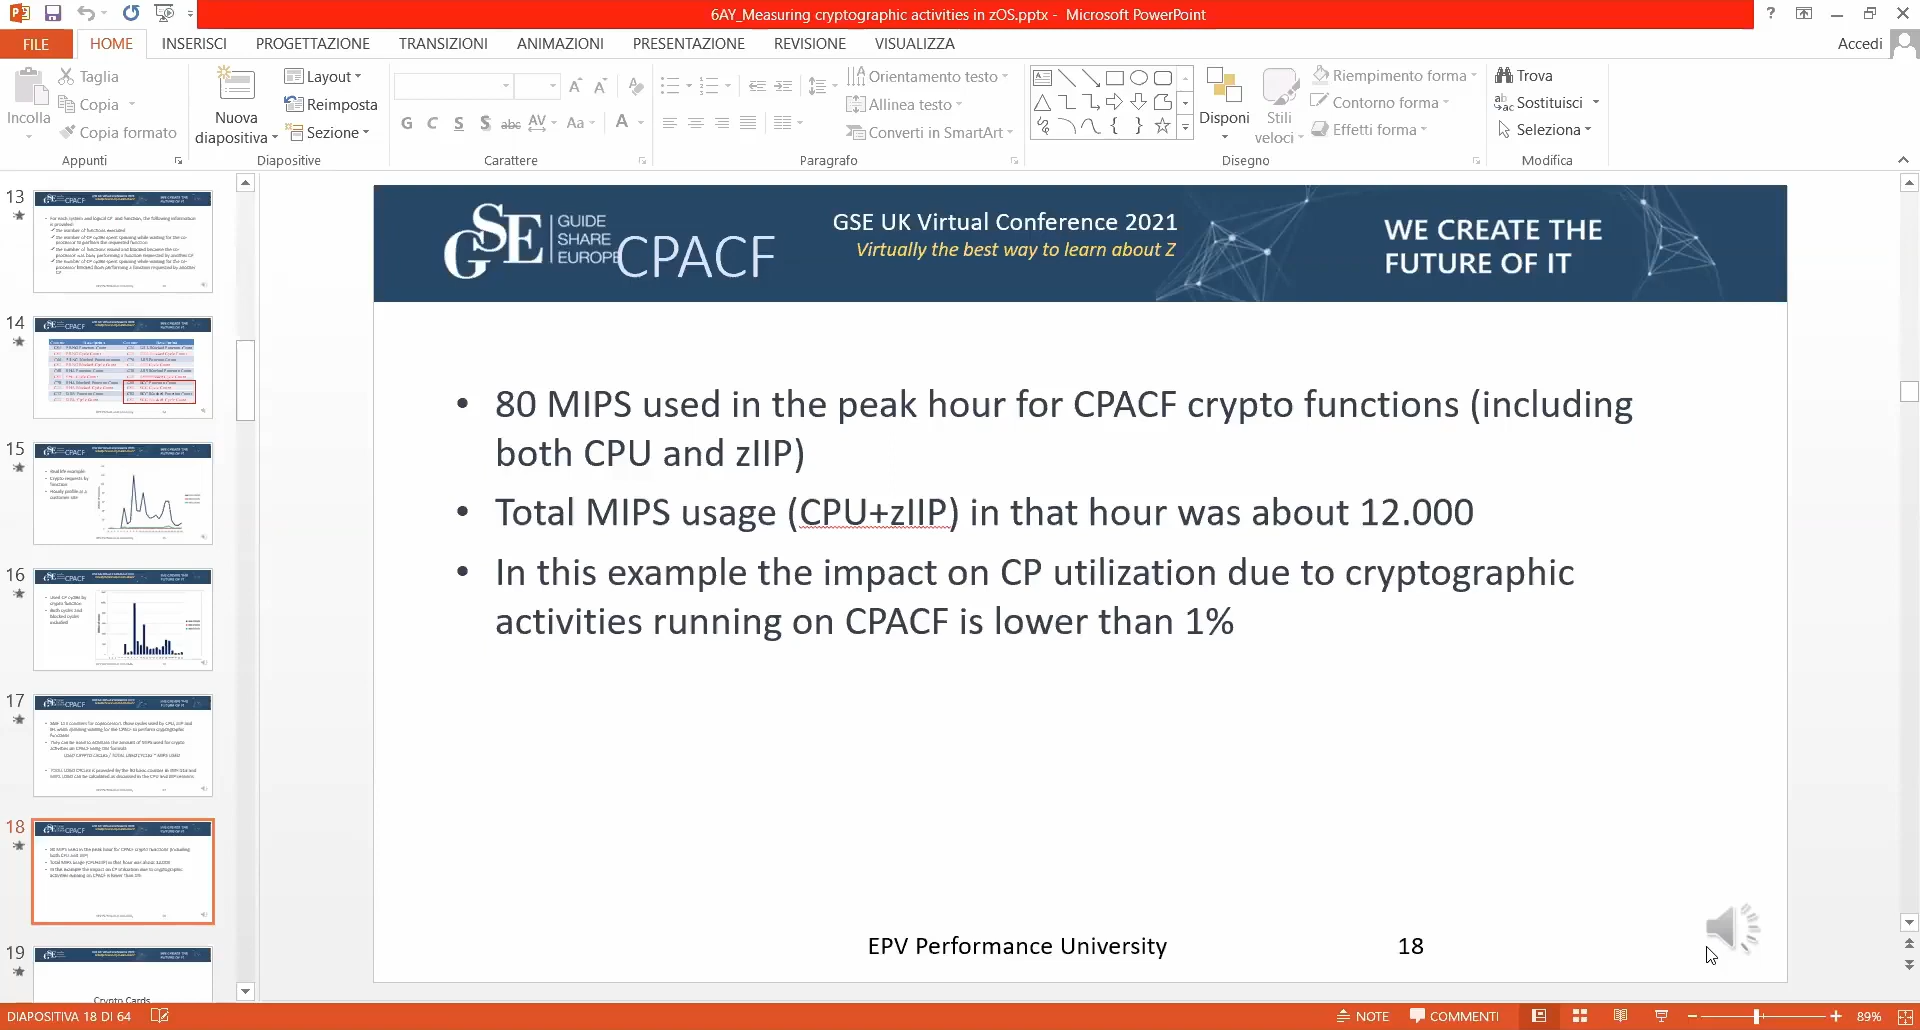 6AY_Measuring cryptographic activities in zOS.pptx - Microsoft PowerPoint
FILE HOME INSERISCI PROGETTAZIONE TRANSIZIONI ANIMAZIONI PRESENTAZIONE REVISIONE VISUALIZZA Accedi
Incolla
Taglia
Copia
Copia formato
Appunti
Nuova
diapositiva
Layout
Reimposta
Sezione
Diapositive
G C S S abc AV Aa A
Carattere
Orientamento testo
Allinea testo
Converti in SmartArt
Paragrafo
Disponi
Stili
veloci
Riempimento forma
Contorno forma
Effetti forma
Disegno
Trova
Sostituisci
Seleziona
Modifica
13
14
15
16
17
18
19
Crypto Cards
GSE
GUIDE
SHARE
EUROPE
CPACF
GSE UK Virtual Conference 2021
Virtually the best way to learn about Z
WE CREATE THE
FUTURE OF IT
• 80 MIPS used in the peak hour for CPACF crypto functions (including
both CPU and zIIP)
• Total MIPS usage (CPU+zIIP) in that hour was about 12.000
• In this example the impact on CP utilization due to cryptographic
activities running on CPACF is lower than 1%
EPV Performance University
18
DIAPOSITIVA 18 DI 64
NOTE
COMMENTI
89%